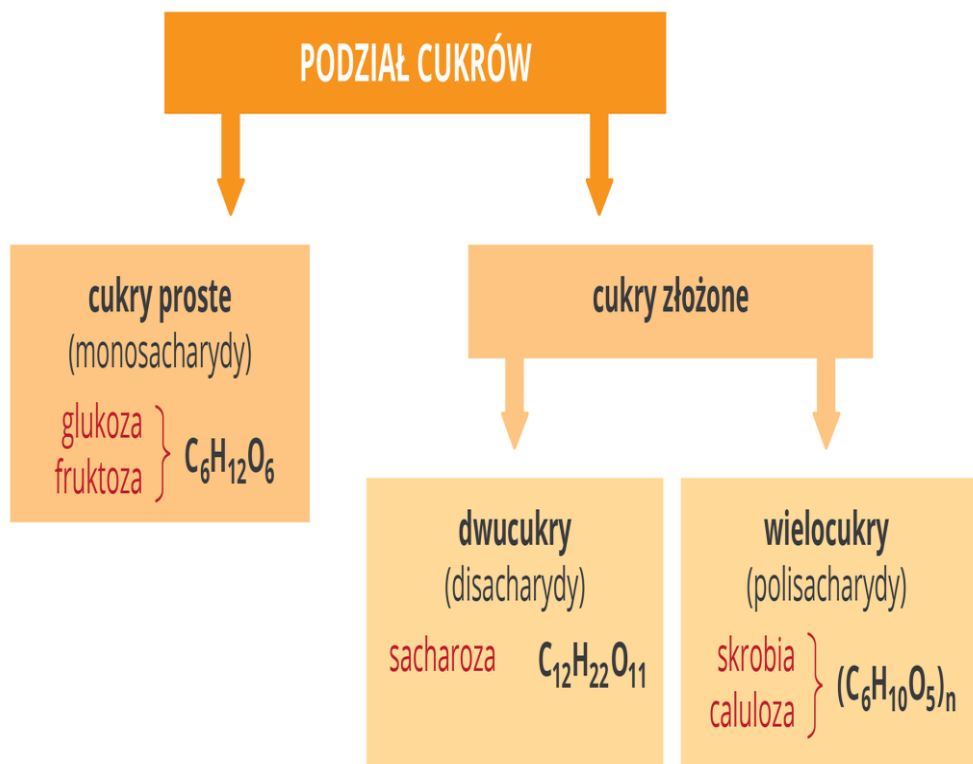 PODZIAŁ CUKRÓW
cukry proste
(monosacharydy)
glukoza
fruktoza
C₆H₁₂O₆
cukry złożone
dwucukry
(disacharydy)
sacharoza C₁₂H₂₂O₁₁
wielocukry
(polisacharydy)
skrobia
caluloza
(C₆H₁₀O₅)ₙ